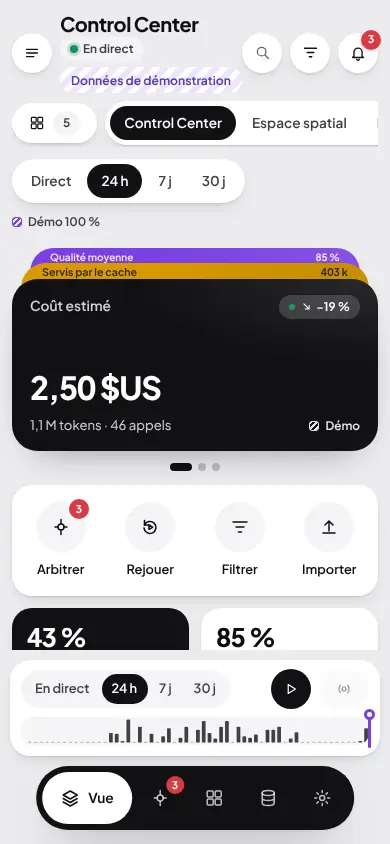 Control Center
En direct
3
Données de démonstration
5
Control Center
Espace spatial
Direct
24 h
7 j
30 j
Démo 100 %
Qualité moyenne
85 %
Servis par le cache
403 k
Coût estimé
−19 %
2,50 $US
1,1 M tokens · 46 appels
Démo
3
Arbitrer
Rejouer
Filtrer
Importer
43 %
85 %
En direct
24 h
7 j
30 j
Vue
3